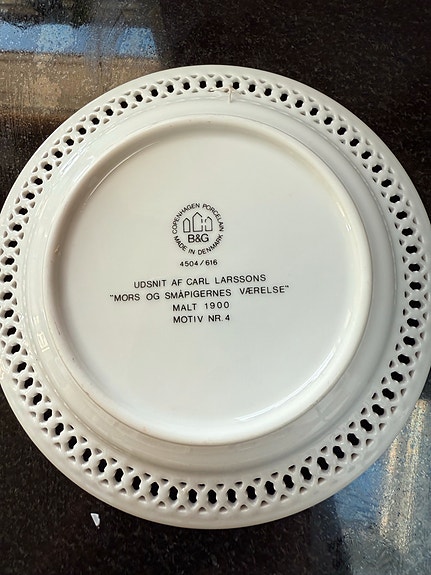 COPENHAGEN PORCELAIN
B&G
MADE IN DENMARK
4504/616
UDSNIT AF CARL LARSSONS
"MORS OG SMÅPIGERNES VÆRELSE"
MALT 1900
MOTIV NR. 4